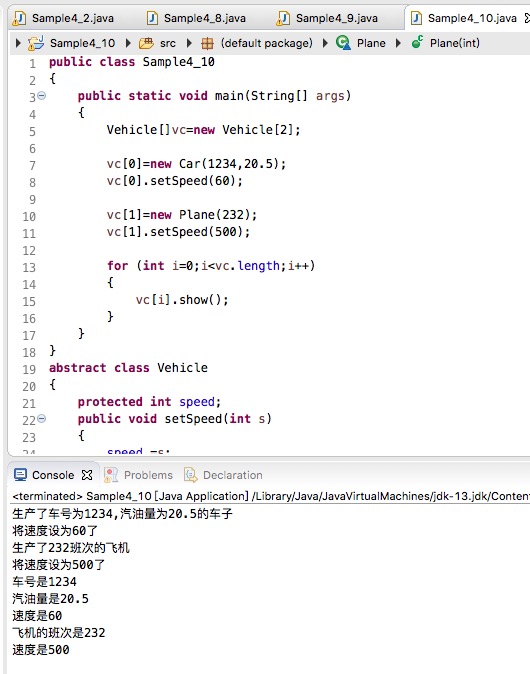 Sample4_2.java Sample4_8.java Sample4_9.java Sample4_10.java
Sample4_10 src (default package) Plane Plane(int)
1 public class Sample4_10
2 {
3 public static void main(String[] args)
4 {
5 Vehicle[]vc=new Vehicle[2];
6
7 vc[0]=new Car(1234,20.5);
8 vc[0].setSpeed(60);
9
10 vc[1]=new Plane(232);
11 vc[1].setSpeed(500);
12
13 for (int i=0;i<vc.length;i++)
14 {
15 vc[i].show();
16 }
17 }
18 }
19 abstract class Vehicle
20 {
21 protected int speed;
22 public void setSpeed(int s)
23 {
24 speed =s;
Console Problems Declaration
<terminated> Sample4_10 [Java Application] /Library/Java/JavaVirtualMachines/jdk-13.jdk/Conten
生产了车号为1234,汽油量为20.5的车子
将速度设为60了
生产了232班次的飞机
将速度设为500了
车号是1234
汽油量是20.5
速度是60
飞机的班次是232
速度是500